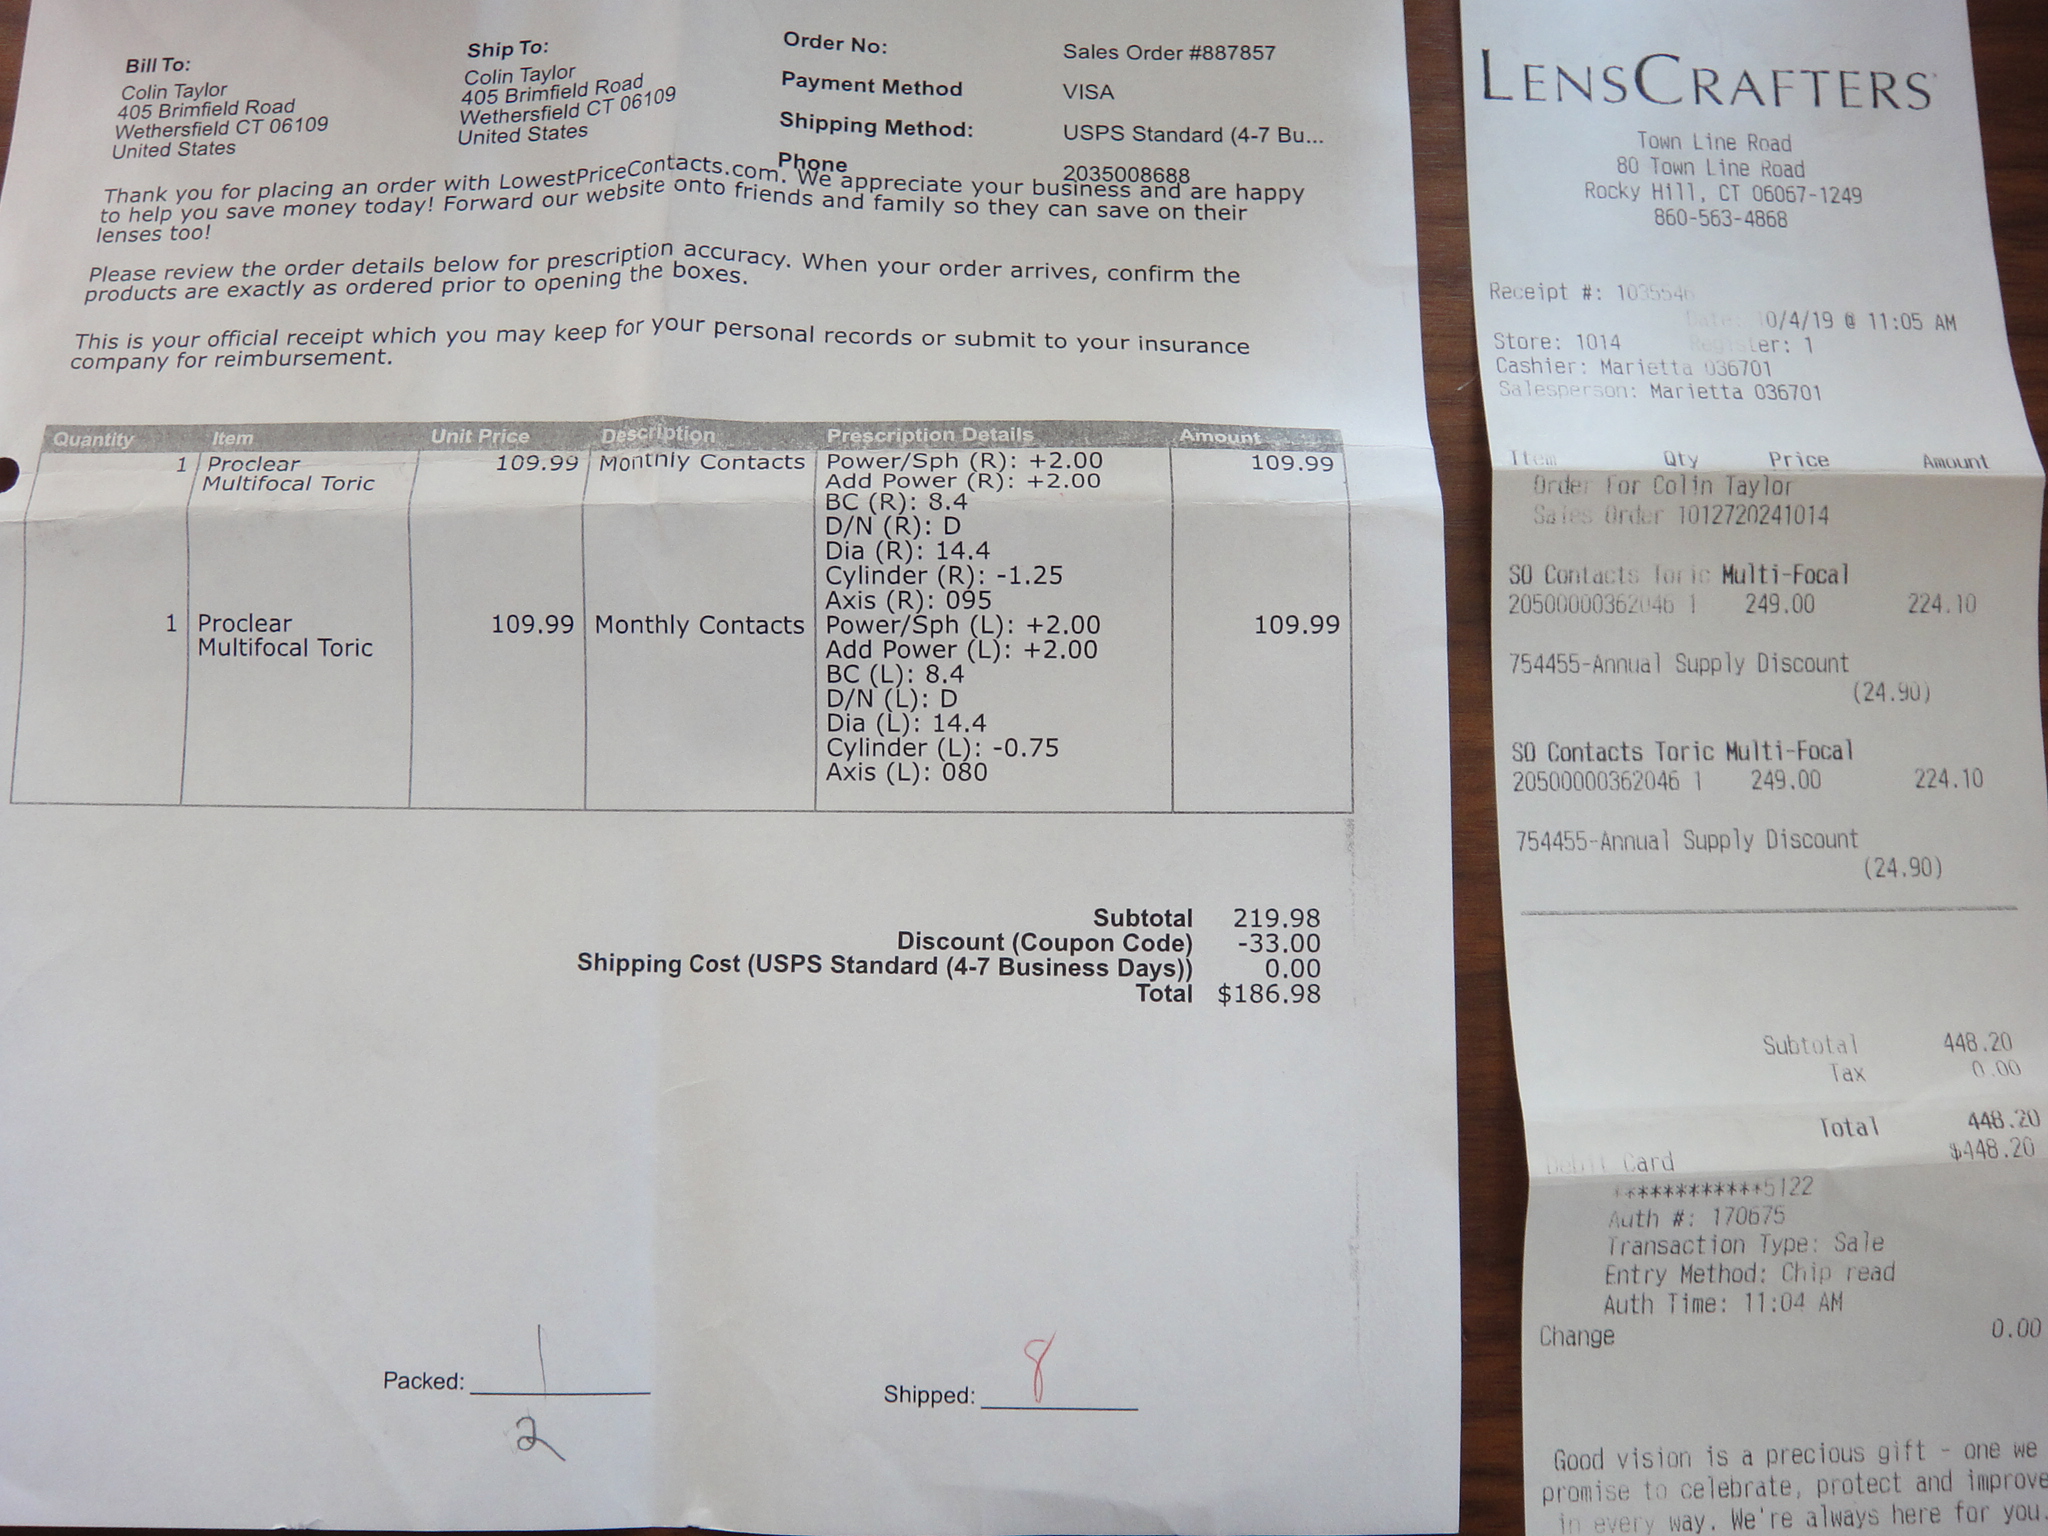 Bill To:
Colin Taylor
405 Brimfield Road
Wethersfield CT 06109
United States
Ship To:
Colin Taylor
405 Brimfield Road
Wethersfield CT 06109
United States
Order No: Sales Order #887857
Payment Method VISA
Shipping Method: USPS Standard (4-7 Bu...
Phone 2035008688
Thank you for placing an order with LowestPriceContacts.com. We appreciate your business and are happy
to help you save money today! Forward our website onto friends and family so they can save on their
lenses too!
Please review the order details below for prescription accuracy. When your order arrives, confirm the
products are exactly as ordered prior to opening the boxes.
This is your official receipt which you may keep for your personal records or submit to your insurance
company for reimbursement.
Quantity Item Unit Price Description Prescription Details Amount
1 Proclear 109.99 Monthly Contacts Power/Sph (R): +2.00 109.99
Multifocal Toric Add Power (R): +2.00
BC (R): 8.4
D/N (R): D
Dia (R): 14.4
Cylinder (R): -1.25
Axis (R): 095
1 Proclear 109.99 Monthly Contacts Power/Sph (L): +2.00 109.99
Multifocal Toric Add Power (L): +2.00
BC (L): 8.4
D/N (L): D
Dia (L): 14.4
Cylinder (L): -0.75
Axis (L): 080
Subtotal 219.98
Discount (Coupon Code) -33.00
Shipping Cost (USPS Standard (4-7 Business Days)) 0.00
Total $186.98
Packed: 1
2
Shipped: 8
LENSCRAFTERS
Town Line Road
80 Town Line Road
Rocky Hill, CT 06067-1249
860-563-4868
Receipt #: 1035546
Date: 10/4/19 @ 11:05 AM
Store: 1014 Register: 1
Cashier: Marietta 036701
Salesperson: Marietta 036701
Item Qty Price Amount
Order For Colin Taylor
Sales Order 1012720241014
SO Contacts Toric Multi-Focal
20500000362046 1 249.00 224.10
754455-Annual Supply Discount
(24.90)
SO Contacts Toric Multi-Focal
20500000362046 1 249.00 224.10
754455-Annual Supply Discount
(24.90)
Subtotal 448.20
Tax 0.00
Total 448.20
Debit Card $448.20
************5122
Auth #: 170675
Transaction Type: Sale
Entry Method: Chip read
Auth Time: 11:04 AM
Change 0.00
Good vision is a precious gift - one we
promise to celebrate, protect and improve
in every way. We're always here for you.